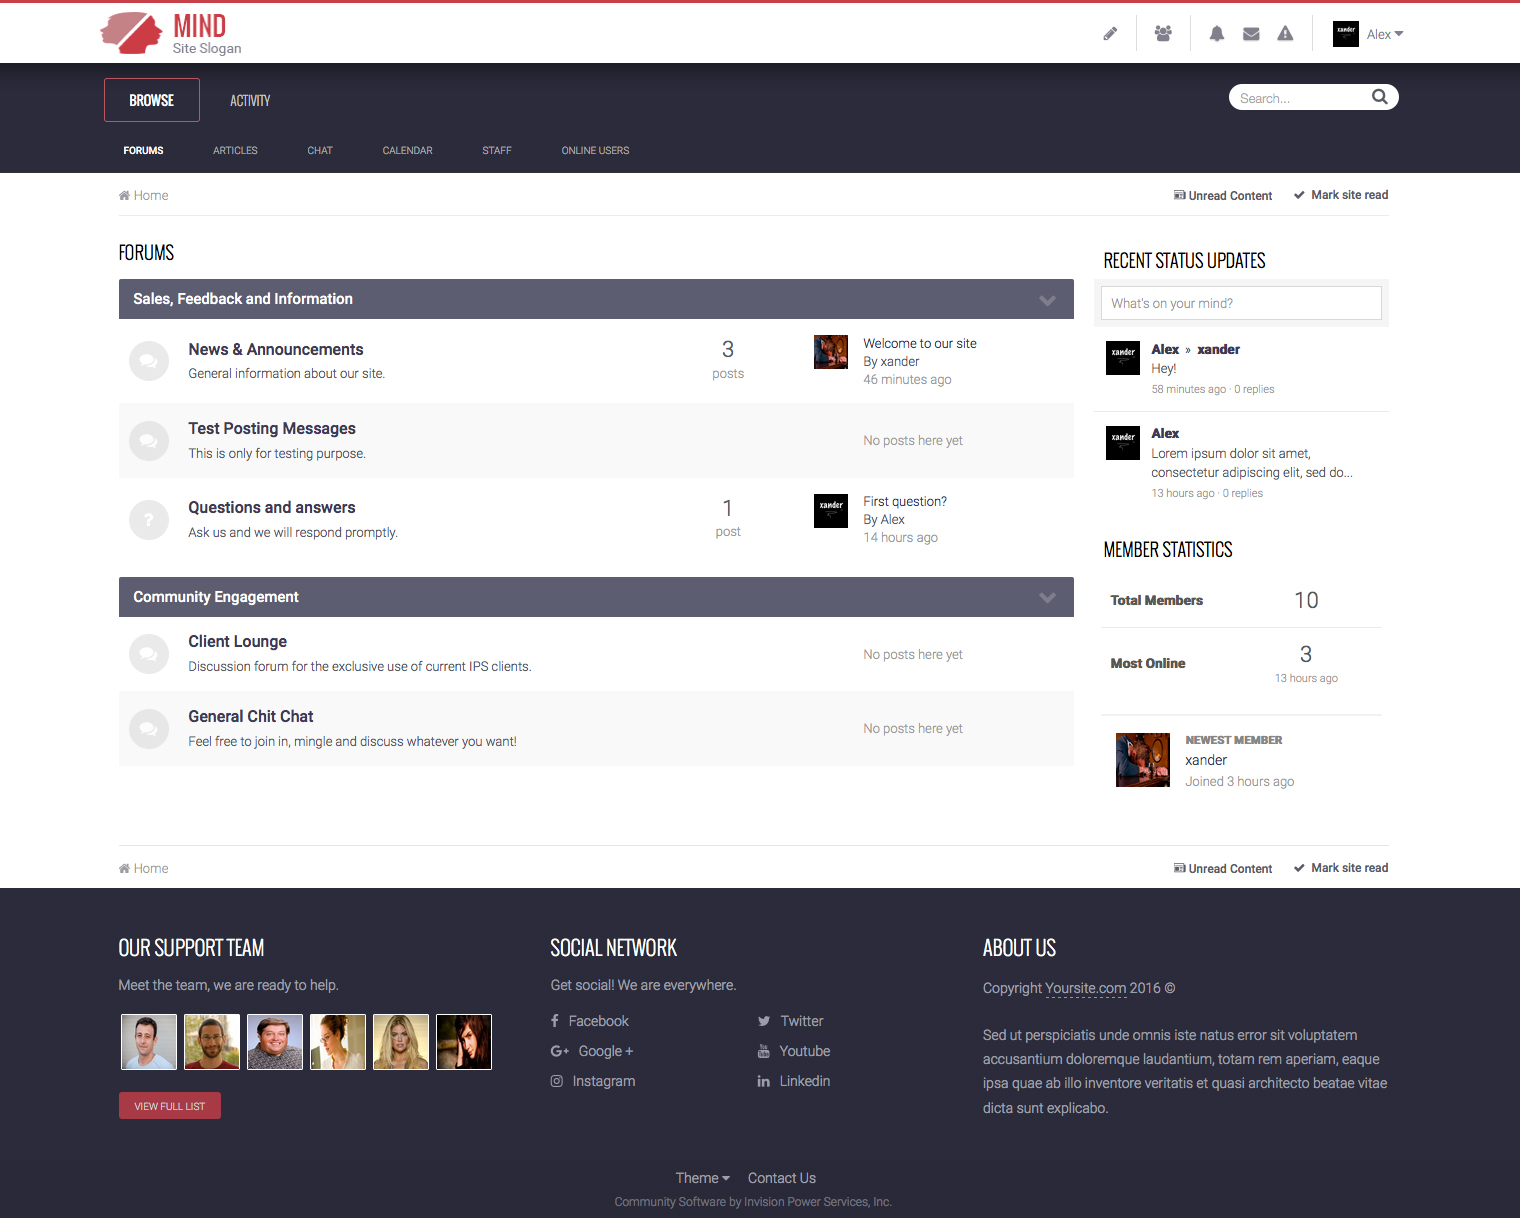 MIND
Site Slogan
Alex
BROWSE
ACTIVITY
Search...
FORUMS
ARTICLES
CHAT
CALENDAR
STAFF
ONLINE USERS
Home
Unread Content
Mark site read
FORUMS
Sales, Feedback and Information
News & Announcements
General information about our site.
3
posts
Welcome to our site
By xander
46 minutes ago
Test Posting Messages
This is only for testing purpose.
No posts here yet
Questions and answers
Ask us and we will respond promptly.
1
post
xander
First question?
By Alex
14 hours ago
Community Engagement
Client Lounge
Discussion forum for the exclusive use of current IPS clients.
No posts here yet
General Chit Chat
Feel free to join in, mingle and discuss whatever you want!
No posts here yet
RECENT STATUS UPDATES
What's on your mind?
xander
Alex » xander
Hey!
58 minutes ago · 0 replies
xander
Alex
Lorem ipsum dolor sit amet,
consectetur adipiscing elit, sed do...
13 hours ago · 0 replies
MEMBER STATISTICS
Total Members
10
Most Online
3
13 hours ago
NEWEST MEMBER
xander
Joined 3 hours ago
Home
Unread Content
Mark site read
OUR SUPPORT TEAM
Meet the team, we are ready to help.
VIEW FULL LIST
SOCIAL NETWORK
Get social! We are everywhere.
Facebook
Twitter
Google +
Youtube
Instagram
Linkedin
ABOUT US
Copyright Yoursite.com 2016 ©
Sed ut perspiciatis unde omnis iste natus error sit voluptatem
accusantium doloremque laudantium, totam rem aperiam, eaque
ipsa quae ab illo inventore veritatis et quasi architecto beatae vitae
dicta sunt explicabo.
Theme
Contact Us
Community Software by Invision Power Services, Inc.